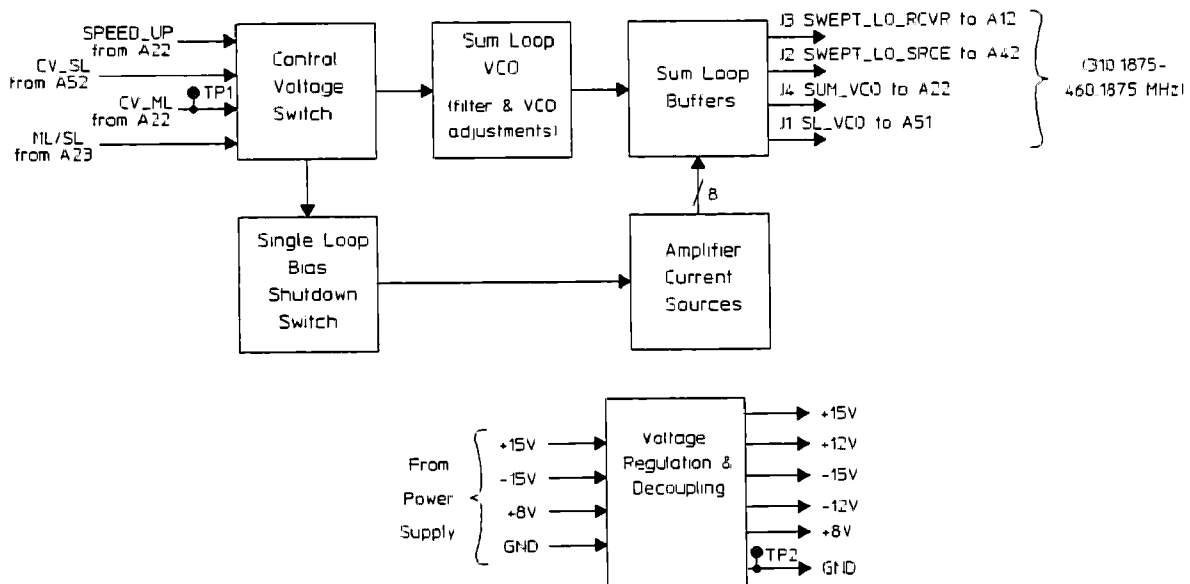 SPEED_UP
from A22
CV_SL
from A52
TP1
CV_ML
from A22
ML/SL
from A23
Control
Voltage
Switch
Sum Loop
VCO
(filter & VCO
adjustments)
Sum Loop
Buffers
J3 SWEPT_LO_RCVR to A12
J2 SWEPT_LO_SRCE to A42
J4 SUM_VCO to A22
J1 SL_VCO to A51
(310.1875-
460.1875 MHz)
Single Loop
Bias
Shutdown
Switch
8
Amplifier
Current
Sources
From
Power
Supply
+15V
-15V
+8V
GND
Voltage
Regulation &
Decoupling
+15V
+12V
-15V
-12V
+8V
TP2
GND